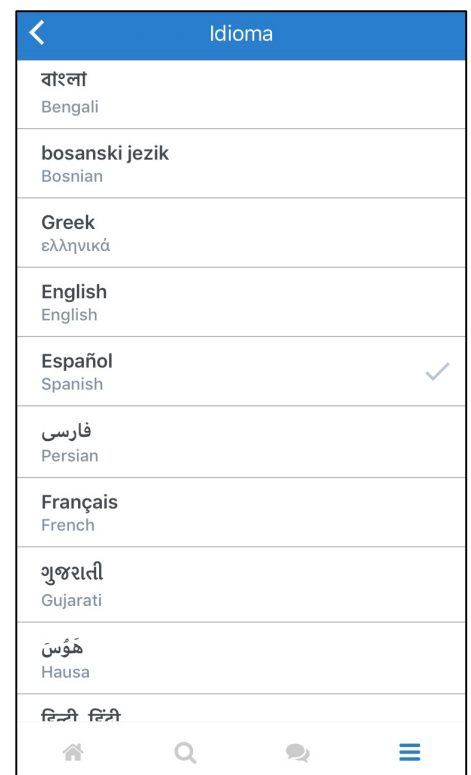 Idioma
বাংলা
Bengali
bosanski jezik
Bosnian
Greek
ελληνικά
English
English
Español
Spanish
فارسی
Persian
Français
French
ગુજરાતી
Gujarati
هَوُسَ
Hausa
हिन्दी, हिंदी